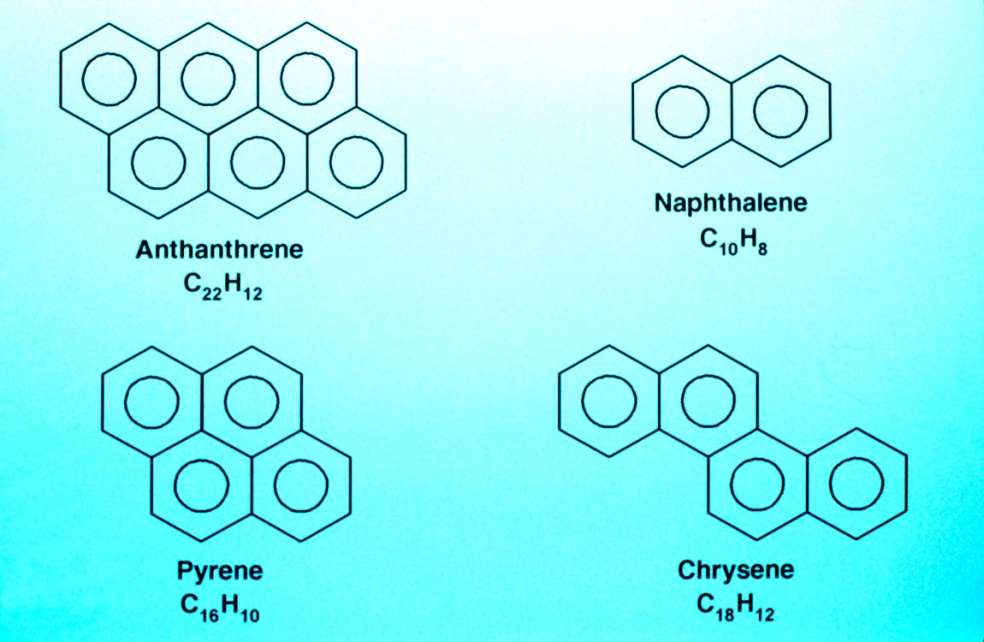 Anthanthrene
C₂₂H₁₂
Naphthalene
C₁₀H₈
Pyrene
C₁₆H₁₀
Chrysene
C₁₈H₁₂